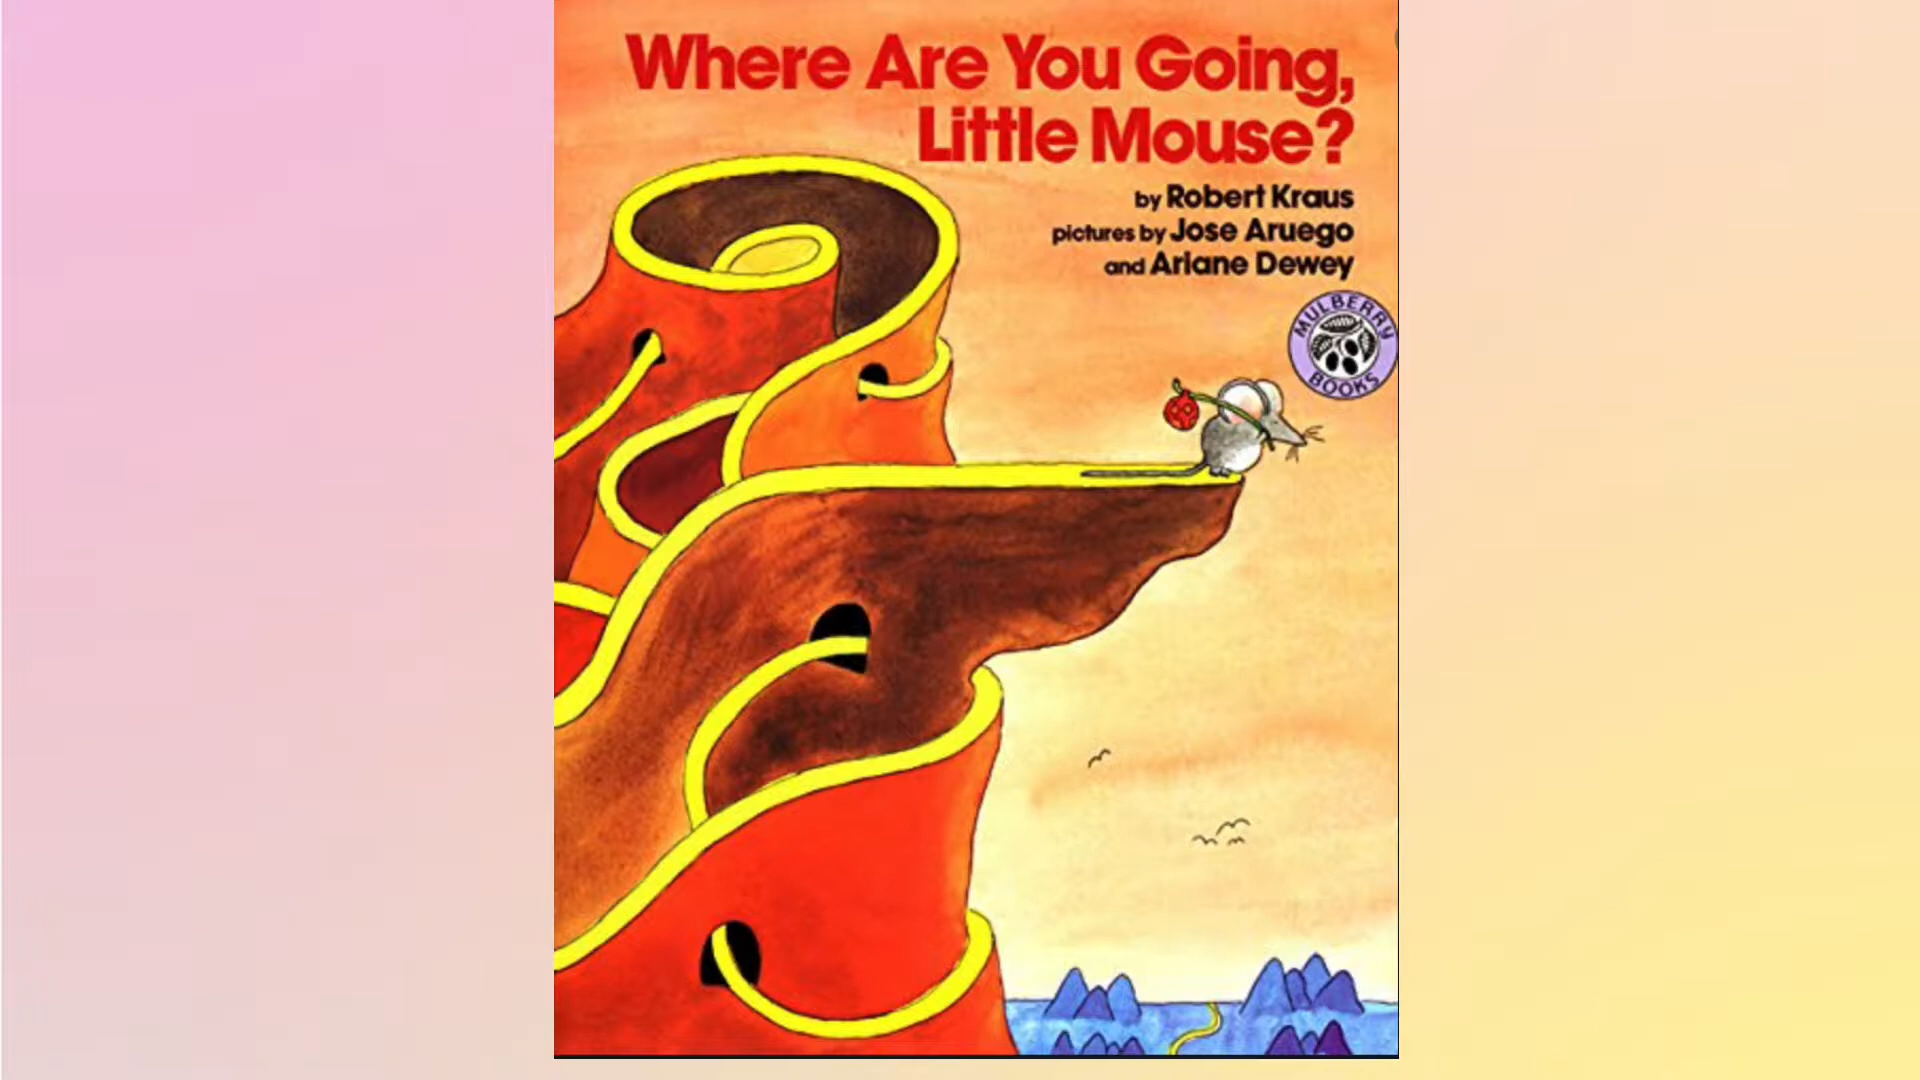 Where Are You Going,
Little Mouse?
by Robert Kraus
pictures by Jose Aruego
and Ariane Dewey
MULBERRY
BOOKS